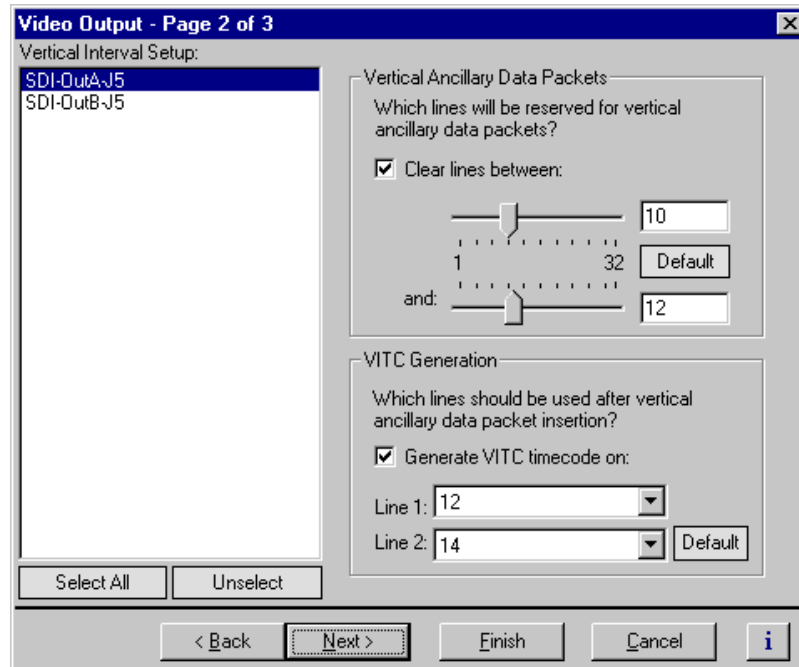 Video Output - Page 2 of 3
Vertical Interval Setup:
SDI-OutA-J5
SDI-OutB-J5
Select All
Unselect
Vertical Ancillary Data Packets
Which lines will be reserved for vertical
ancillary data packets?
Clear lines between:
10
1
32
Default
and:
12
VITC Generation
Which lines should be used after vertical
ancillary data packet insertion?
Generate VITC timecode on:
Line 1: 12
Line 2: 14
Default
< Back
Next >
Finish
Cancel
i